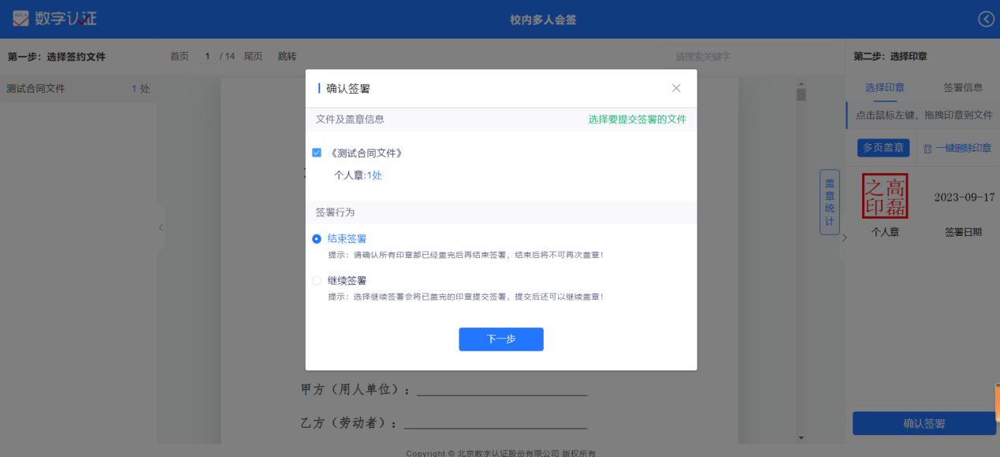 数字认证
校内多人会签
第一步：选择签约文件
首页 1 / 14 尾页 跳转
请搜索关键字
第二步：选择印章
测试合同文件 1 处
选择印章 签署信息
点击鼠标左键，拖拽印章到文件
多页盖章 一键删除印章
盖章统计
之高
印磊
2023-09-17
个人章 签署日期
确认签署
文件及盖章信息 选择要提交签署的文件
《测试合同文件》
个人章:1处
签署行为
结束签署
提示：请确认所有印章都已经盖完后再结束签署，结束后将不可再次盖章！
继续签署
提示：选择继续签署会将已盖完的印章提交签署，提交后还可以继续盖章！
下一步
甲方（用人单位）：
乙方（劳动者）：
确认签署
Copyright © 北京数字认证股份有限公司 版权所有